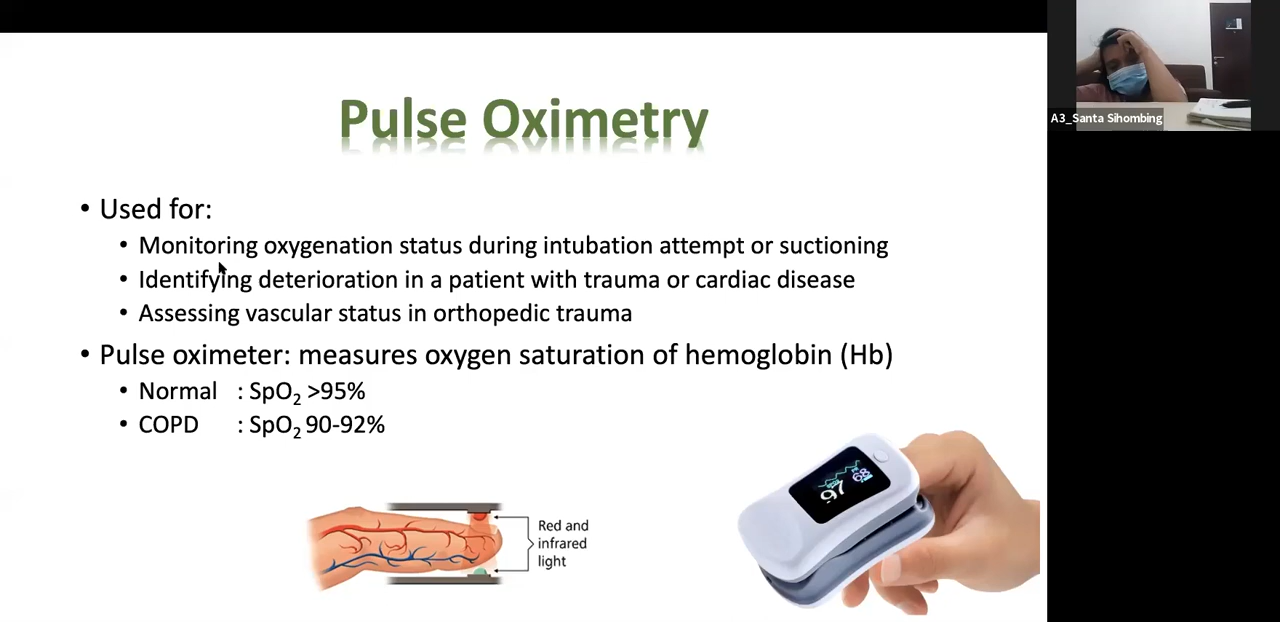 Pulse Oximetry
• Used for:
• Monitoring oxygenation status during intubation attempt or suctioning
• Identifying deterioration in a patient with trauma or cardiac disease
• Assessing vascular status in orthopedic trauma
• Pulse oximeter: measures oxygen saturation of hemoglobin (Hb)
• Normal : SpO2 >95%
• COPD : SpO2 90-92%
Red and
infrared
light
97
68
A3_Santa Sihombing